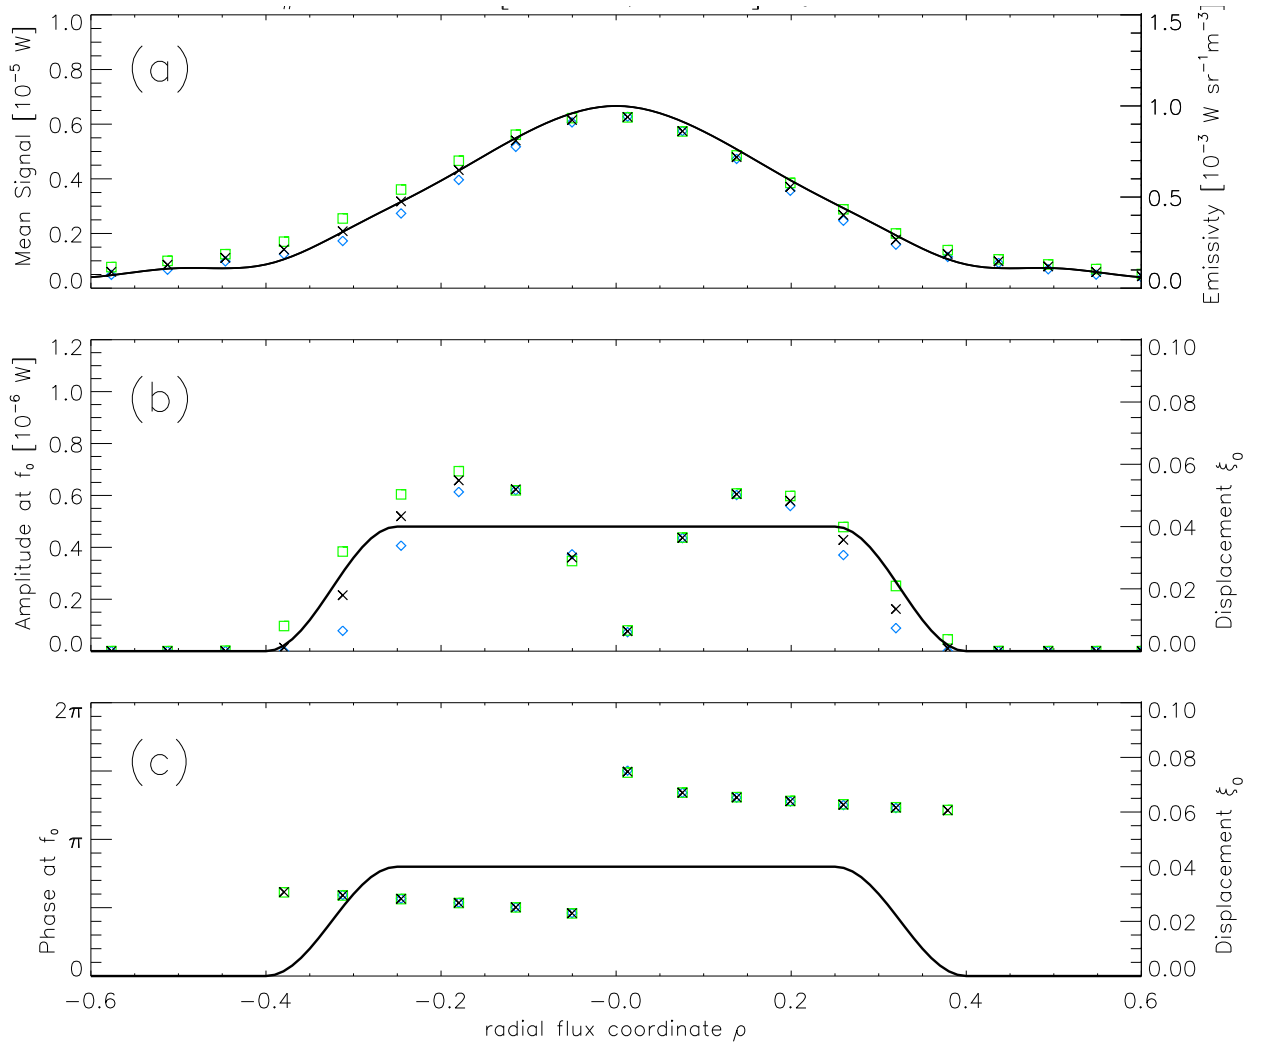 (a)
Mean Signal [10⁻⁵ W]
1.0
0.8
0.6
0.4
0.2
0.0
1.5
1.0
0.5
0.0
Emissivty [10⁻³ W sr⁻¹m⁻³]
(b)
Amplitude at f₀ [10⁻⁶ W]
1.2
1.0
0.8
0.6
0.4
0.2
0.0
0.10
0.08
0.06
0.04
0.02
0.00
Displacement ξ₀
(c)
Phase at f₀
2π
π
0
0.10
0.08
0.06
0.04
0.02
0.00
Displacement ξ₀
−0.6 −0.4 −0.2 −0.0 0.2 0.4 0.6
radial flux coordinate ρ